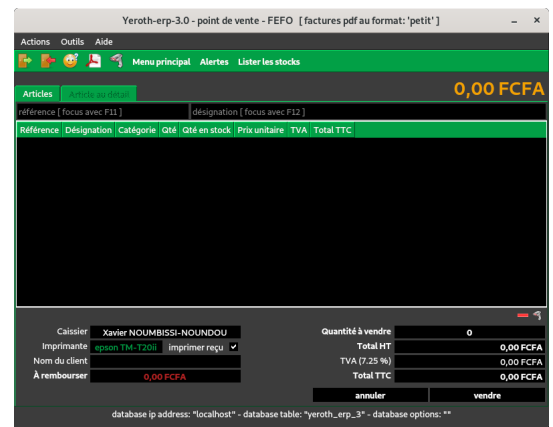 Yeroth-erp-3.0 - point de vente - FEFO [ factures pdf au format: 'petit' ]
Actions Outils Aide
Menu principal Alertes Lister les stocks
Articles Article au détail 0,00 FCFA
référence [ focus avec F11 ] désignation [ focus avec F12 ]
Référence Désignation Catégorie Qté Qté en stock Prix unitaire TVA Total TTC
Caissier Xavier NOUMBISSI-NOUNDOU Quantité à vendre 0
Imprimante epson TM-T20ii imprimer reçu Total HT 0,00 FCFA
Nom du client TVA (7.25 %) 0,00 FCFA
À rembourser 0,00 FCFA Total TTC 0,00 FCFA
annuler vendre
database ip address: "localhost" - database table: "yeroth_erp_3" - database options: ""